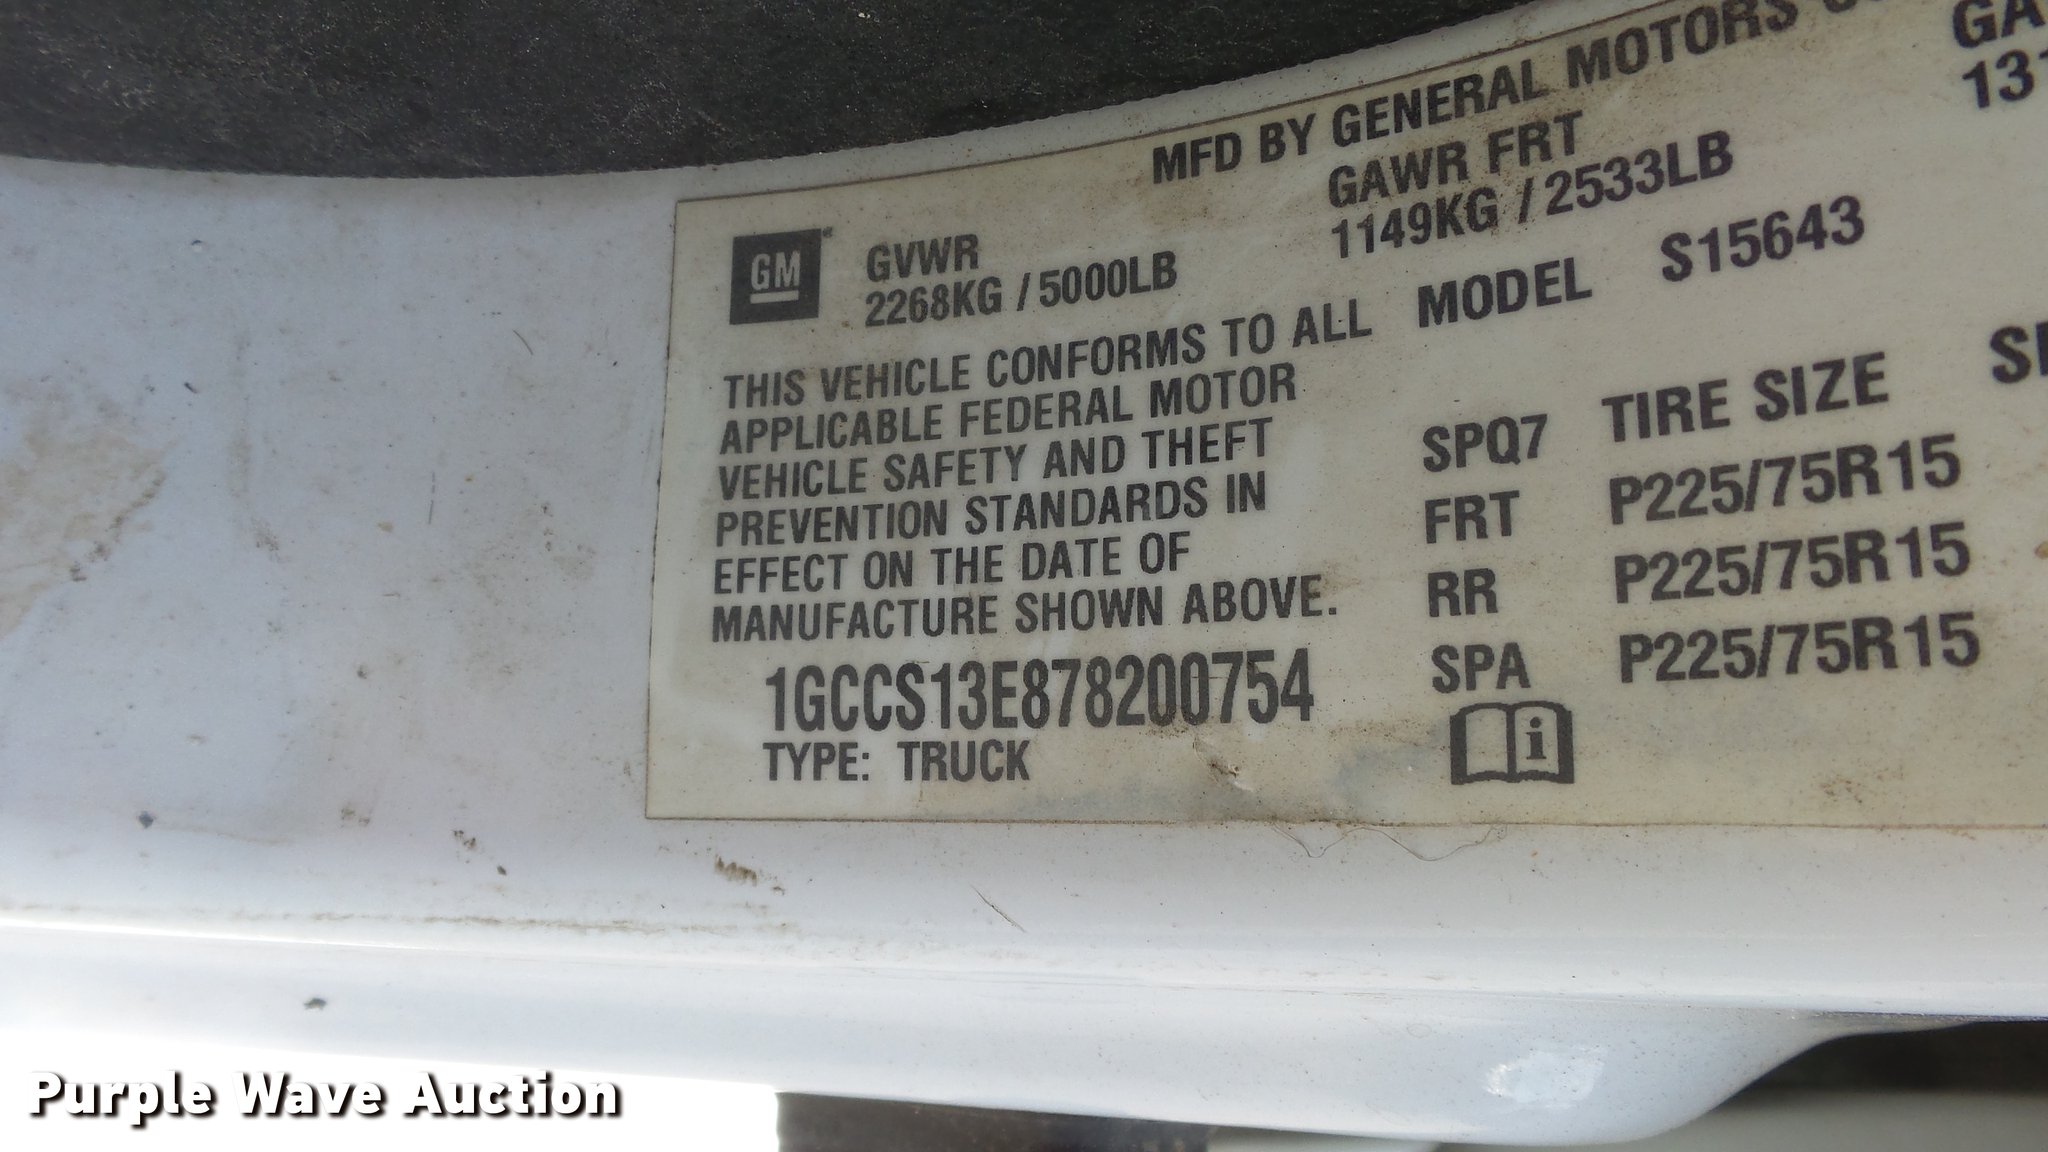 MFD BY GENERAL MOTORS
GM
GVWR
2268KG / 5000LB
GAWR FRT
1149KG / 2533LB
THIS VEHICLE CONFORMS TO ALL
APPLICABLE FEDERAL MOTOR
VEHICLE SAFETY AND THEFT
PREVENTION STANDARDS IN
EFFECT ON THE DATE OF
MANUFACTURE SHOWN ABOVE.
1GCCS13E878200754
TYPE: TRUCK
MODEL S15643
SPQ7 TIRE SIZE
FRT P225/75R15
RR P225/75R15
SPA P225/75R15
i
Purple Wave Auction